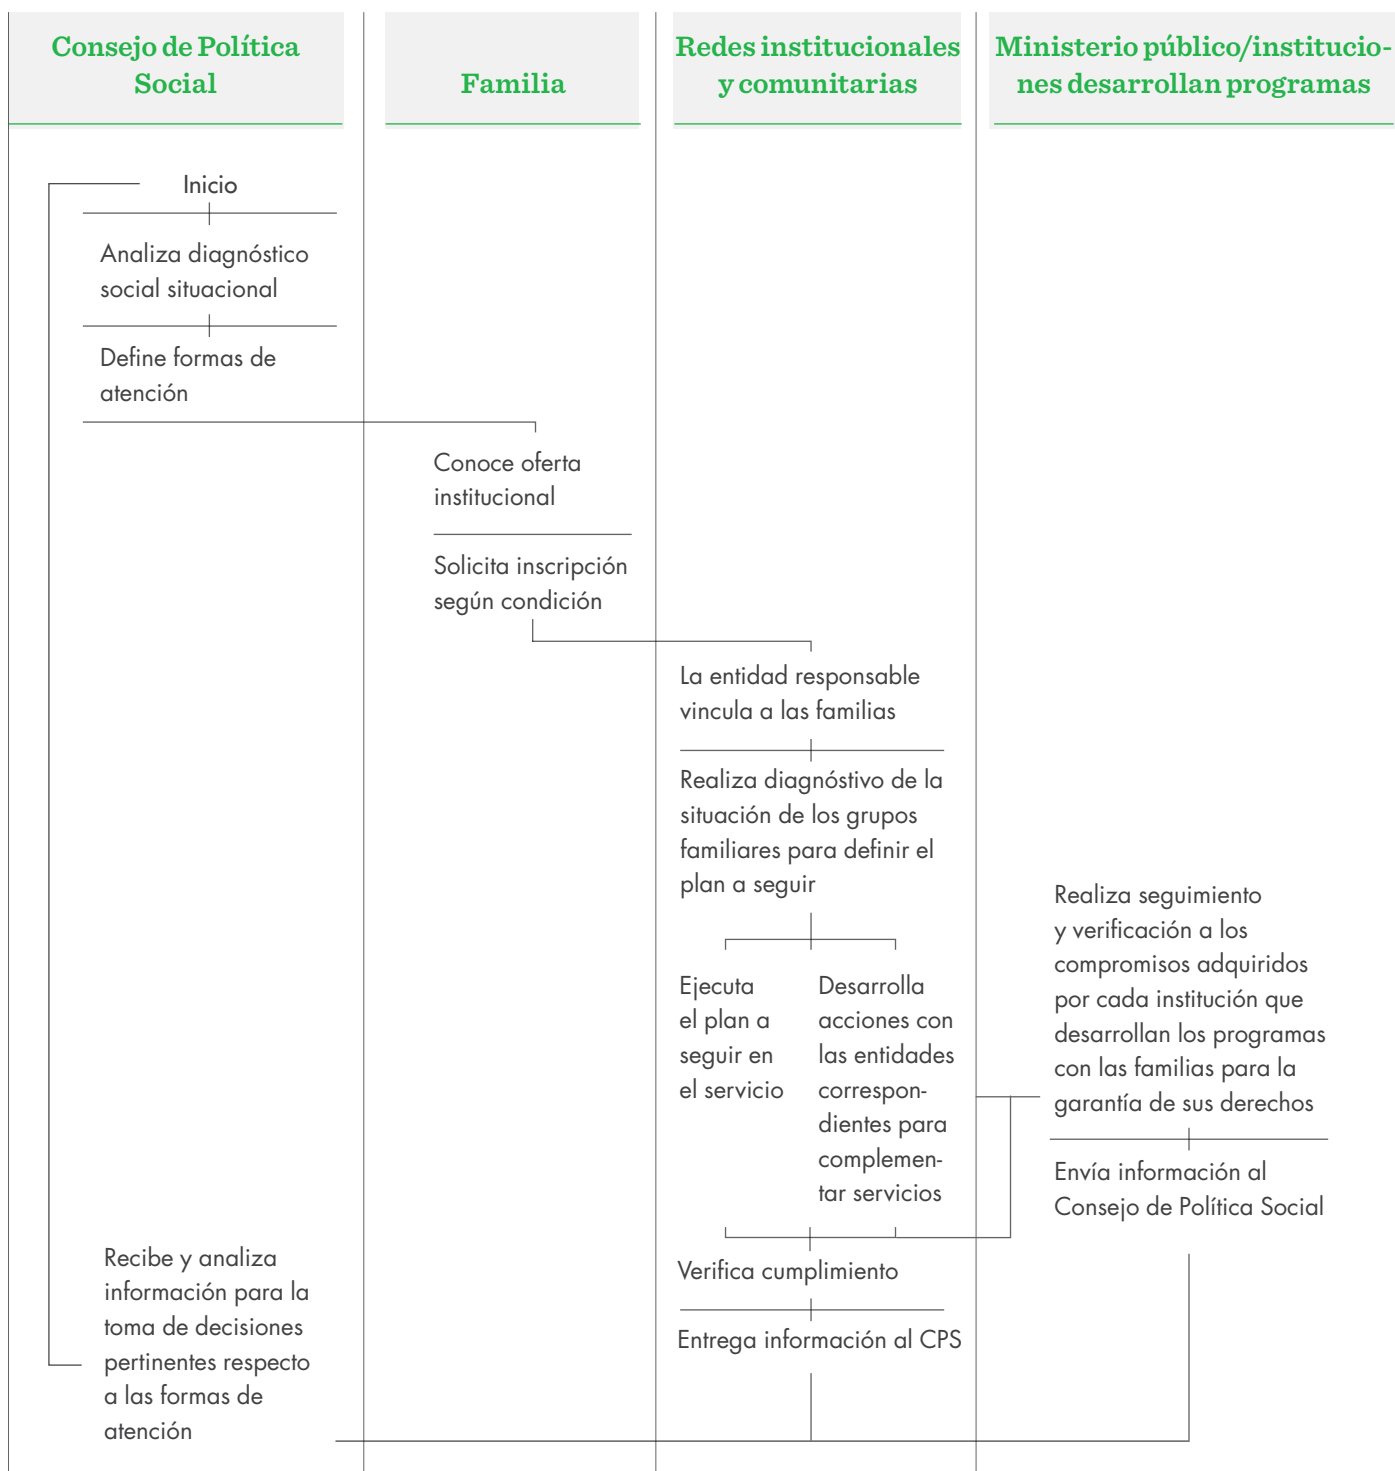 Consejo de Política
Social
Familia
Redes institucionales
y comunitarias
Ministerio público/institucio-
nes desarrollan programas
Inicio
Analiza diagnóstico
social situacional
Define formas de
atención
Conoce oferta
institucional
Solicita inscripción
según condición
La entidad responsable
vincula a las familias
Realiza diagnóstivo de la
situación de los grupos
familiares para definir el
plan a seguir
Ejecuta
el plan a
seguir en
el servicio
Desarrolla
acciones con
las entidades
correspon-
dientes para
complemen-
tar servicios
Realiza seguimiento
y verificación a los
compromisos adquiridos
por cada institución que
desarrollan los programas
con las familias para la
garantía de sus derechos
Envía información al
Consejo de Política Social
Verifica cumplimiento
Entrega información al CPS
Recibe y analiza
información para la
toma de decisiones
pertinentes respecto
a las formas de
atención